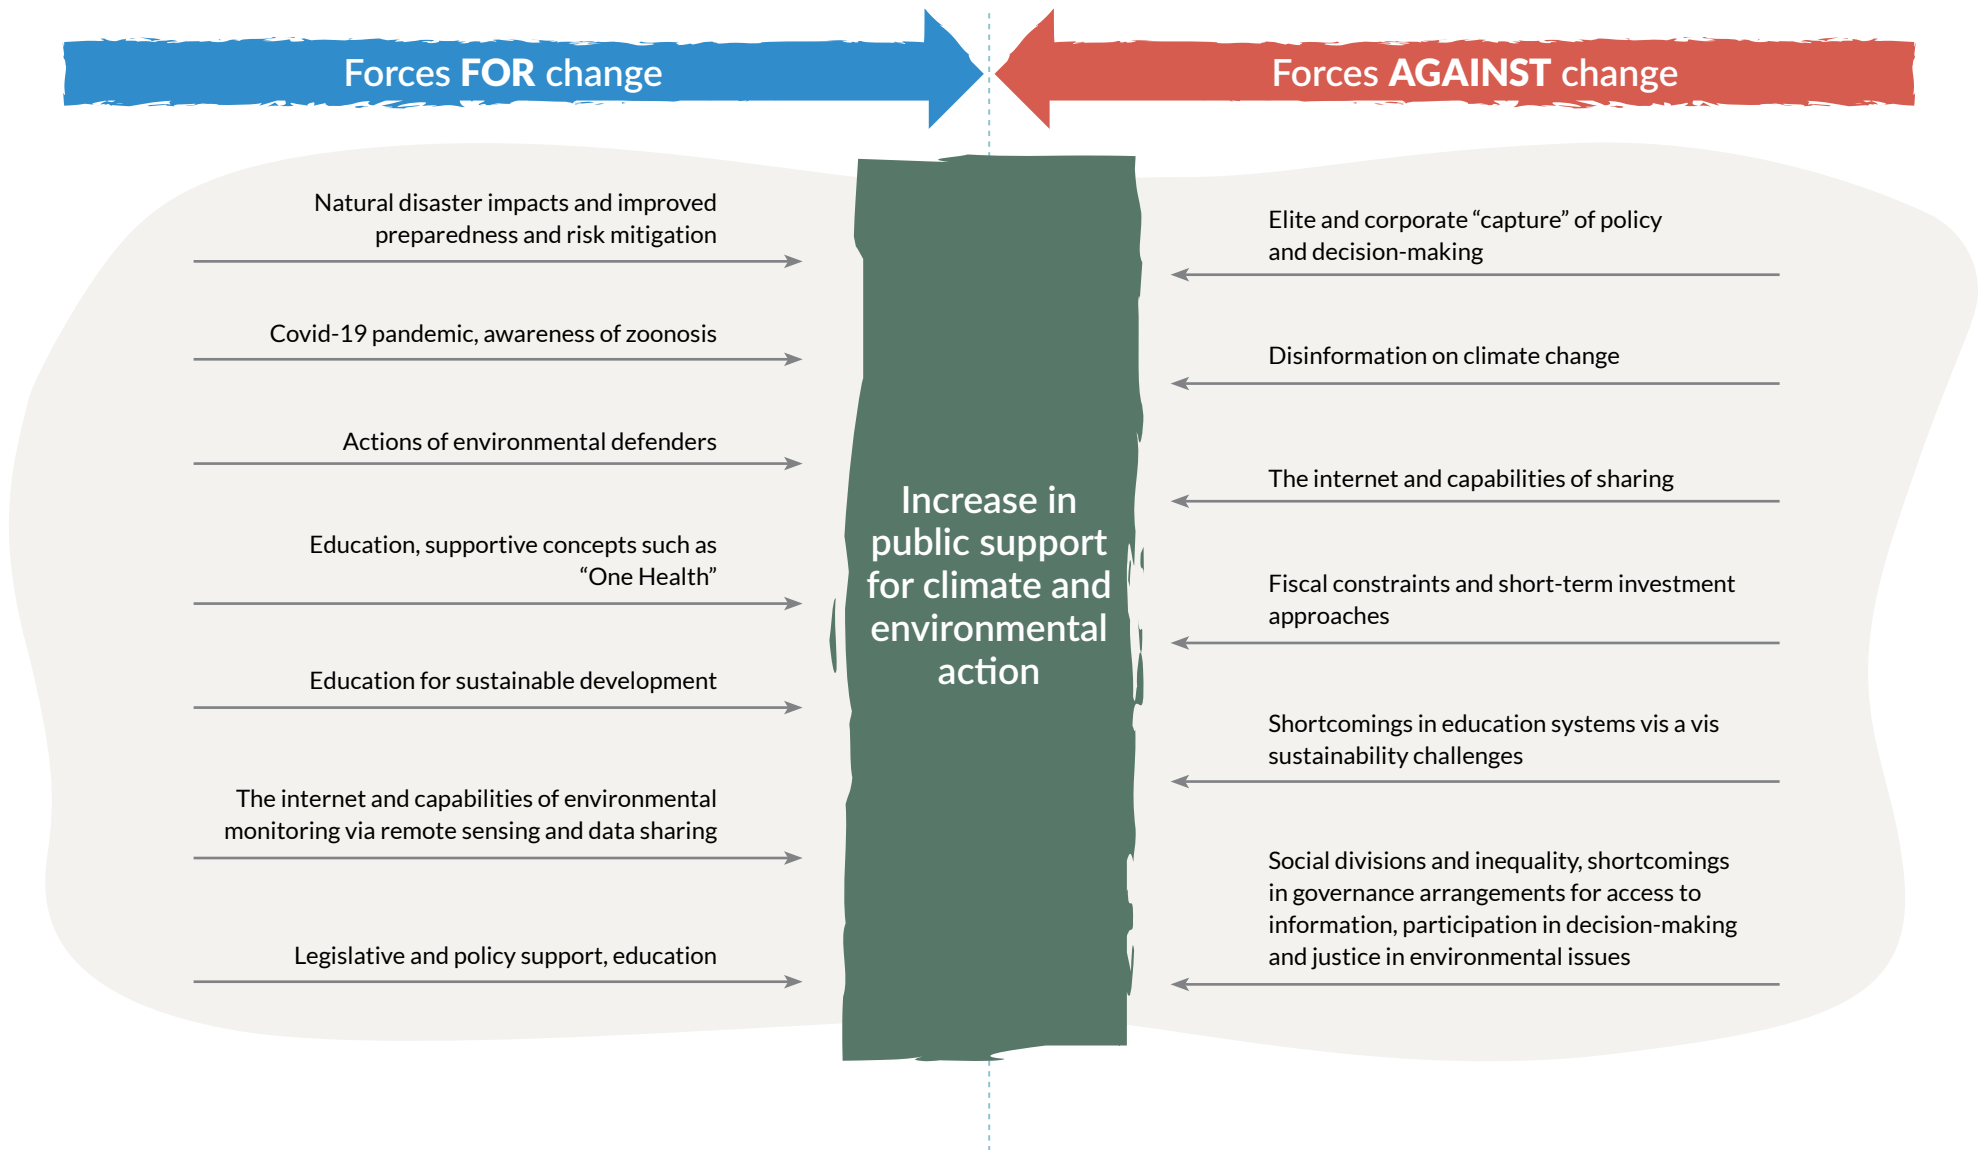 Forces FOR change
Forces AGAINST change
Natural disaster impacts and improved
preparedness and risk mitigation
Covid-19 pandemic, awareness of zoonosis
Actions of environmental defenders
Education, supportive concepts such as
“One Health”
Education for sustainable development
The internet and capabilities of environmental
monitoring via remote sensing and data sharing
Legislative and policy support, education
Increase in
public support
for climate and
environmental
action
Elite and corporate “capture” of policy
and decision-making
Disinformation on climate change
The internet and capabilities of sharing
Fiscal constraints and short-term investment
approaches
Shortcomings in education systems vis a vis
sustainability challenges
Social divisions and inequality, shortcomings
in governance arrangements for access to
information, participation in decision-making
and justice in environmental issues